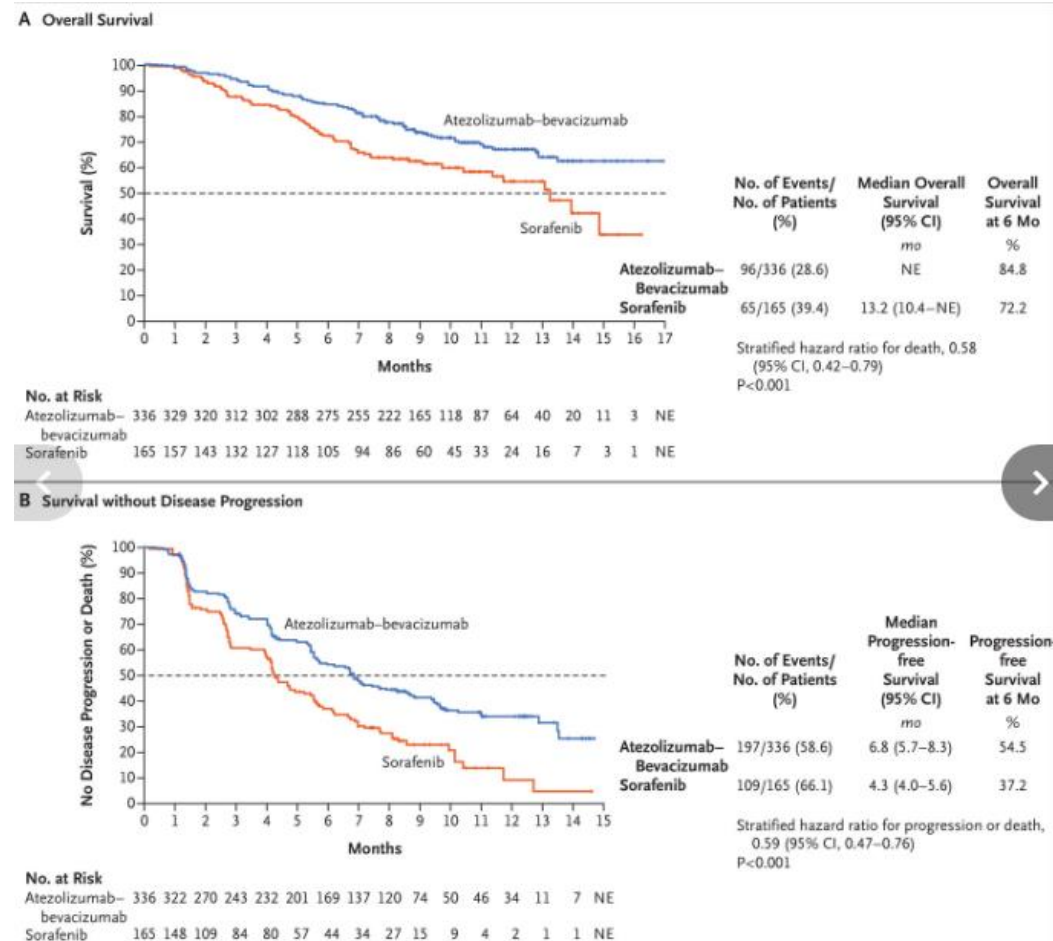 A Overall Survival
100
90
80
70
60
50
40
30
20
10
0
Survival (%)
Atezolizumab–bevacizumab
Sorafenib
0 1 2 3 4 5 6 7 8 9 10 11 12 13 14 15 16 17
Months
No. of Events/ No. of Patients (%)
Median Overall Survival (95% CI)
Overall Survival at 6 Mo
mo %
Atezolizumab–Bevacizumab 96/336 (28.6) NE 84.8
Sorafenib 65/165 (39.4) 13.2 (10.4–NE) 72.2
Stratified hazard ratio for death, 0.58
(95% CI, 0.42–0.79)
P<0.001
No. at Risk
Atezolizumab–bevacizumab 336 329 320 312 302 288 275 255 222 165 118 87 64 40 20 11 3 NE
Sorafenib 165 157 143 132 127 118 105 94 86 60 45 33 24 16 7 3 1 NE
B Survival without Disease Progression
100
90
80
70
60
50
40
30
20
10
0
No Disease Progression or Death (%)
Atezolizumab–bevacizumab
Sorafenib
0 1 2 3 4 5 6 7 8 9 10 11 12 13 14 15
Months
No. of Events/ No. of Patients (%)
Median Progression-free Survival (95% CI)
Progression-free Survival at 6 Mo
mo %
Atezolizumab–Bevacizumab 197/336 (58.6) 6.8 (5.7–8.3) 54.5
Sorafenib 109/165 (66.1) 4.3 (4.0–5.6) 37.2
Stratified hazard ratio for progression or death,
0.59 (95% CI, 0.47–0.76)
P<0.001
No. at Risk
Atezolizumab–bevacizumab 336 322 270 243 232 201 169 137 120 74 50 46 34 11 7 NE
Sorafenib 165 148 109 84 80 57 44 34 27 15 9 4 2 1 1 NE